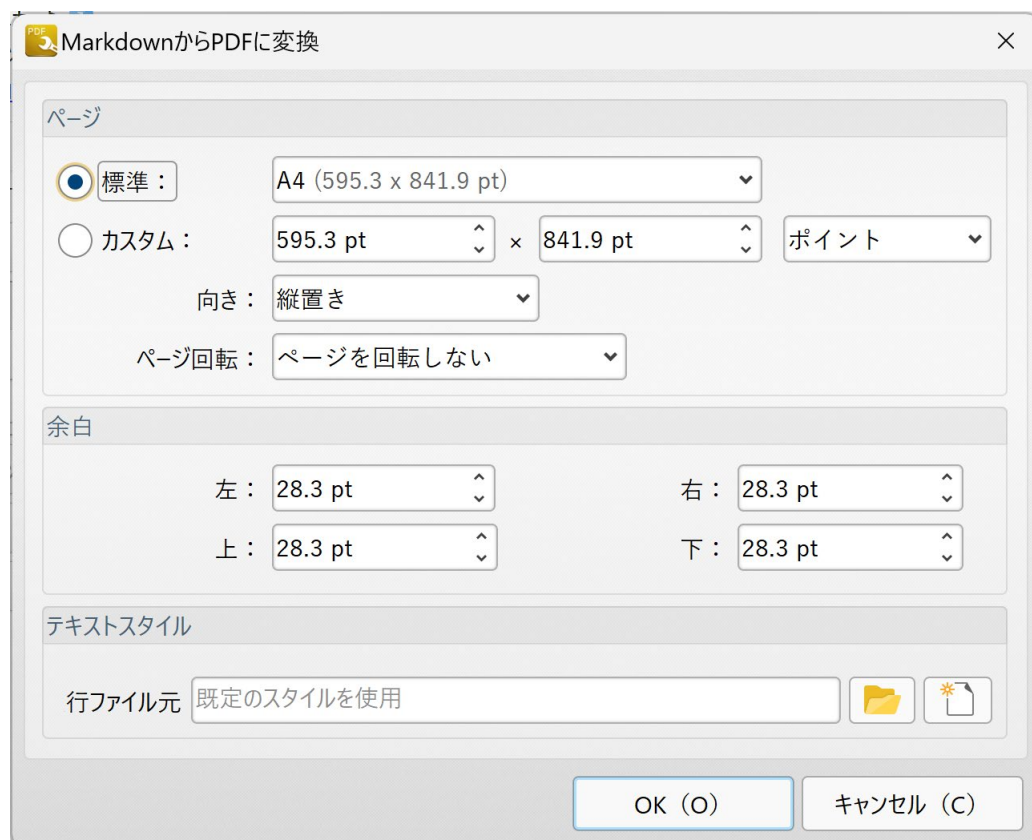 PDF
MarkdownからPDFに変換
ページ
標準：
A4 (595.3 x 841.9 pt)
カスタム：
595.3 pt × 841.9 pt ポイント
向き： 縦置き
ページ回転： ページを回転しない
余白
左： 28.3 pt 右： 28.3 pt
上： 28.3 pt 下： 28.3 pt
テキストスタイル
行ファイル元 既定のスタイルを使用
OK（O） キャンセル（C）